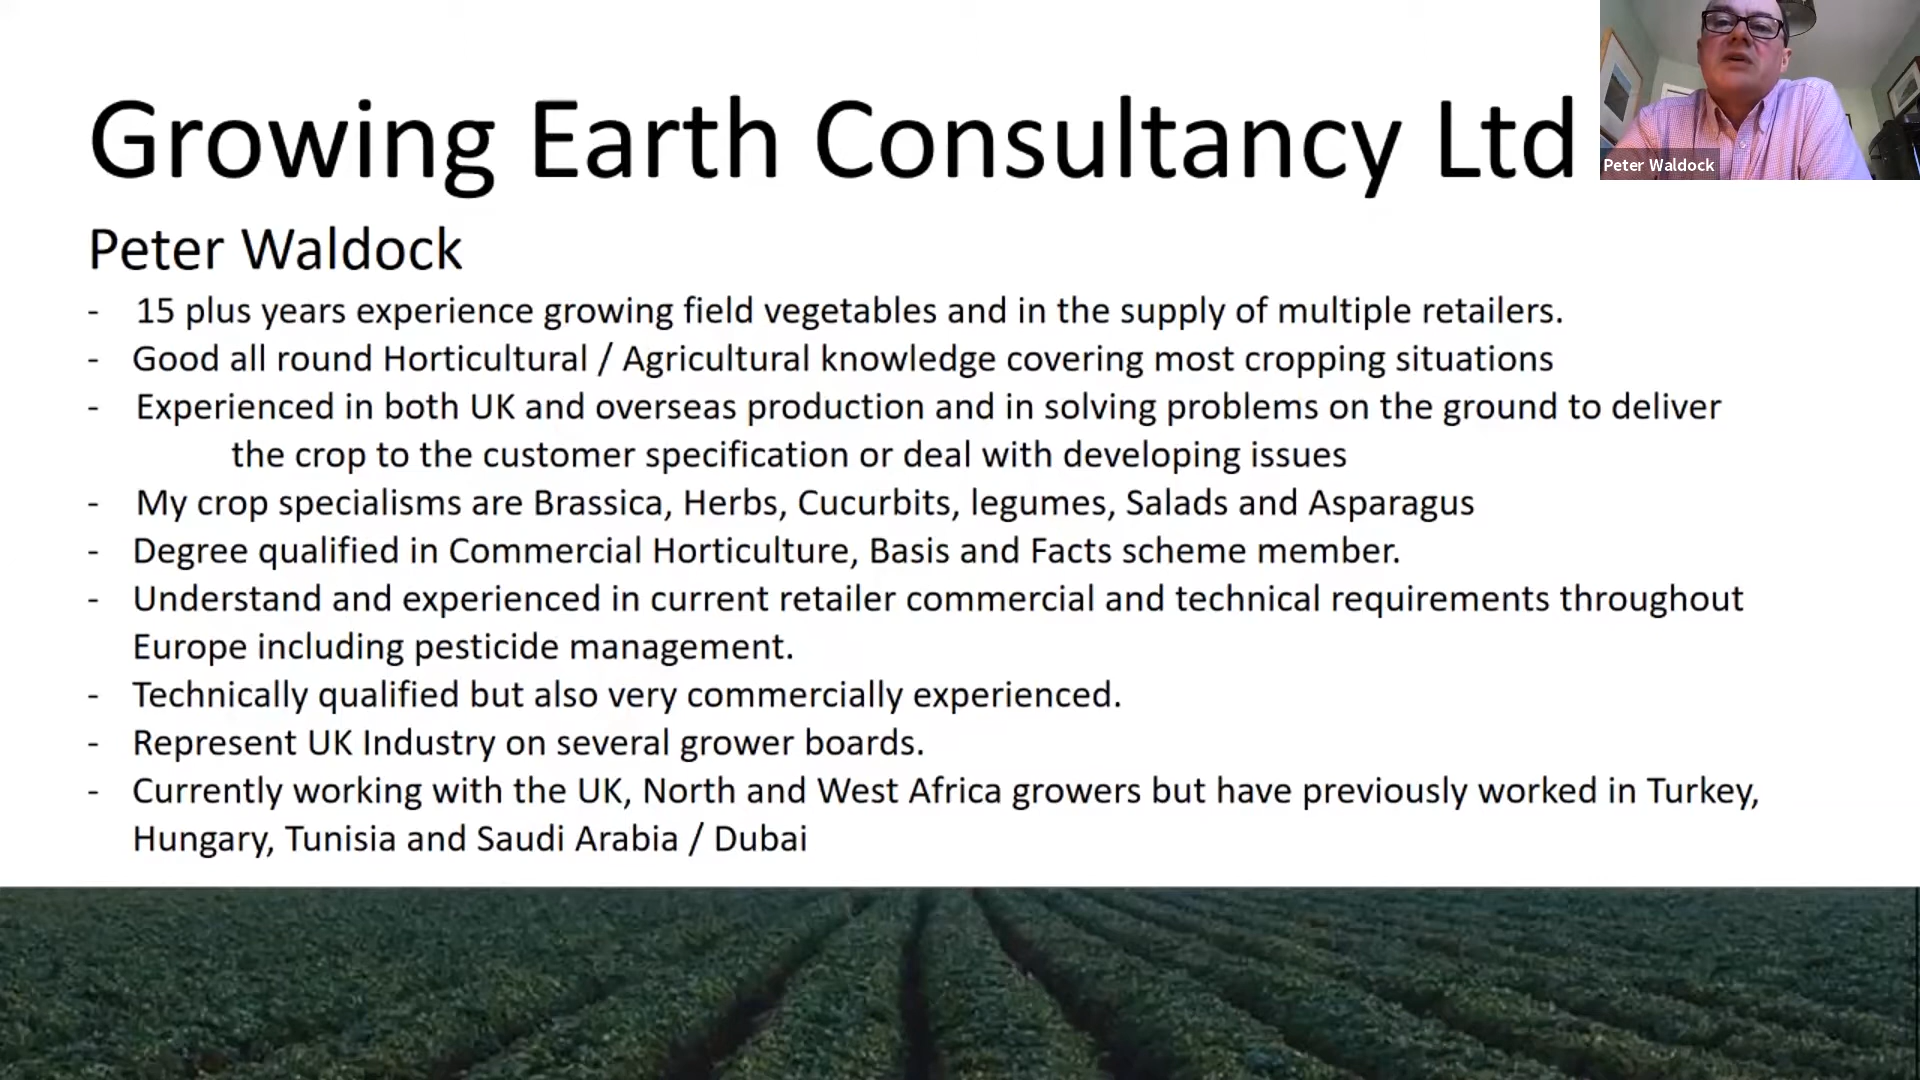 Growing Earth Consultancy Ltd
Peter Waldock
Peter Waldock
- 15 plus years experience growing field vegetables and in the supply of multiple retailers.
- Good all round Horticultural / Agricultural knowledge covering most cropping situations
- Experienced in both UK and overseas production and in solving problems on the ground to deliver
the crop to the customer specification or deal with developing issues
- My crop specialisms are Brassica, Herbs, Cucurbits, legumes, Salads and Asparagus
- Degree qualified in Commercial Horticulture, Basis and Facts scheme member.
- Understand and experienced in current retailer commercial and technical requirements throughout
Europe including pesticide management.
- Technically qualified but also very commercially experienced.
- Represent UK Industry on several grower boards.
- Currently working with the UK, North and West Africa growers but have previously worked in Turkey,
Hungary, Tunisia and Saudi Arabia / Dubai